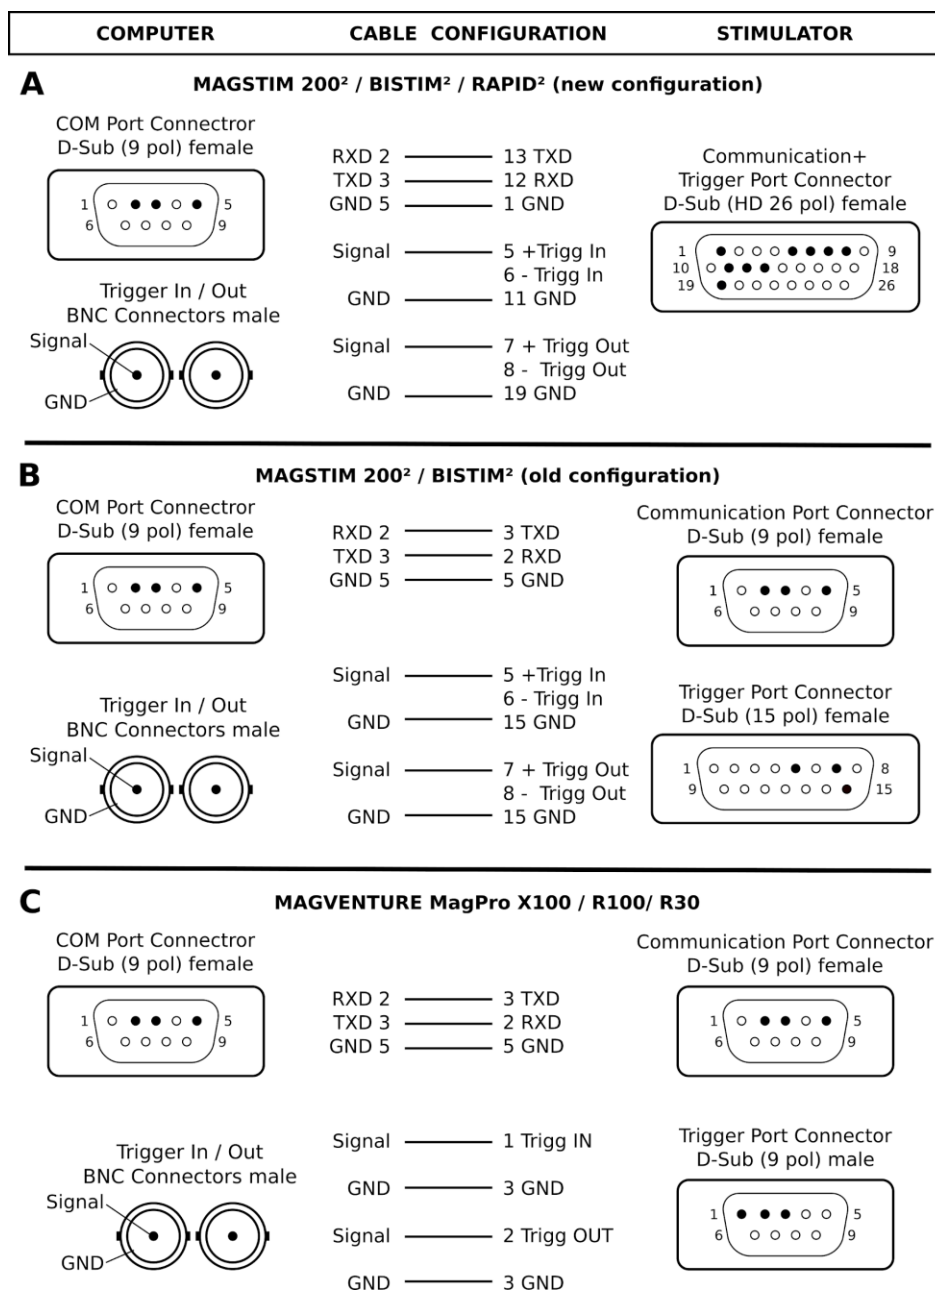 COMPUTER CABLE CONFIGURATION STIMULATOR
A MAGSTIM 200² / BISTIM² / RAPID² (new configuration)
COM Port Connectror
D-Sub (9 pol) female
1 5
6 9
Trigger In / Out
BNC Connectors male
Signal
GND
RXD 2 13 TXD
TXD 3 12 RXD
GND 5 1 GND
Signal 5 +Trigg In
6 - Trigg In
GND 11 GND
Signal 7 + Trigg Out
8 - Trigg Out
GND 19 GND
Communication+
Trigger Port Connector
D-Sub (HD 26 pol) female
1 9
10 18
19 26
B MAGSTIM 200² / BISTIM² (old configuration)
COM Port Connectror
D-Sub (9 pol) female
1 5
6 9
Trigger In / Out
BNC Connectors male
Signal
GND
RXD 2 3 TXD
TXD 3 2 RXD
GND 5 5 GND
Signal 5 +Trigg In
6 - Trigg In
GND 15 GND
Signal 7 + Trigg Out
8 - Trigg Out
GND 15 GND
Communication Port Connector
D-Sub (9 pol) female
1 5
6 9
Trigger Port Connector
D-Sub (15 pol) female
1 8
9 15
C MAGVENTURE MagPro X100 / R100/ R30
COM Port Connectror
D-Sub (9 pol) female
1 5
6 9
Trigger In / Out
BNC Connectors male
Signal
GND
RXD 2 3 TXD
TXD 3 2 RXD
GND 5 5 GND
Signal 1 Trigg IN
GND 3 GND
Signal 2 Trigg OUT
GND 3 GND
Communication Port Connector
D-Sub (9 pol) female
1 5
6 9
Trigger Port Connector
D-Sub (9 pol) male
1 5
6 9